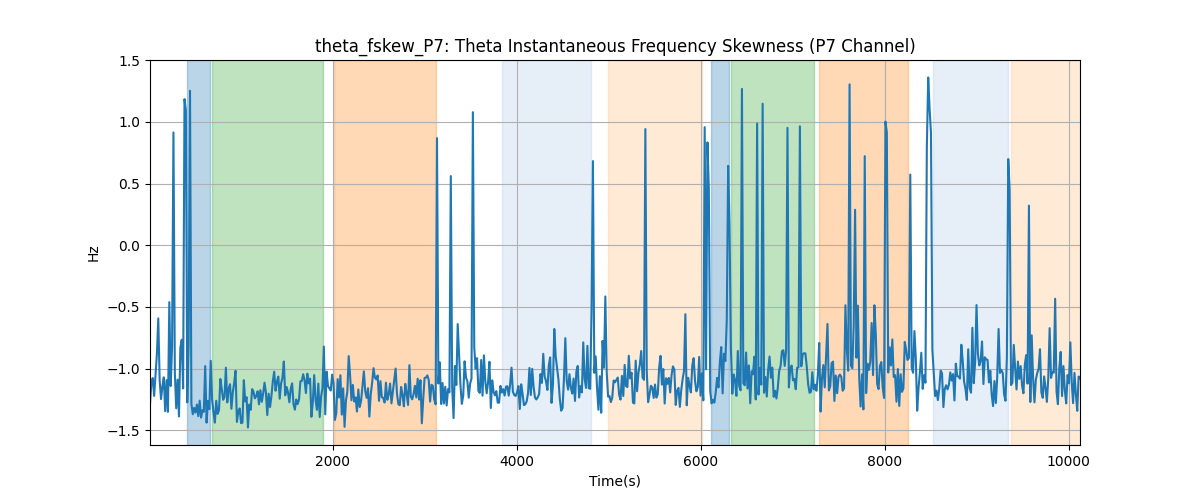 theta_fskew_P7: Theta Instantaneous Frequency Skewness (P7 Channel)
1.5
1.0
0.5
0.0
−0.5
−1.0
−1.5
Hz
2000 4000 6000 8000 10000
Time(s)